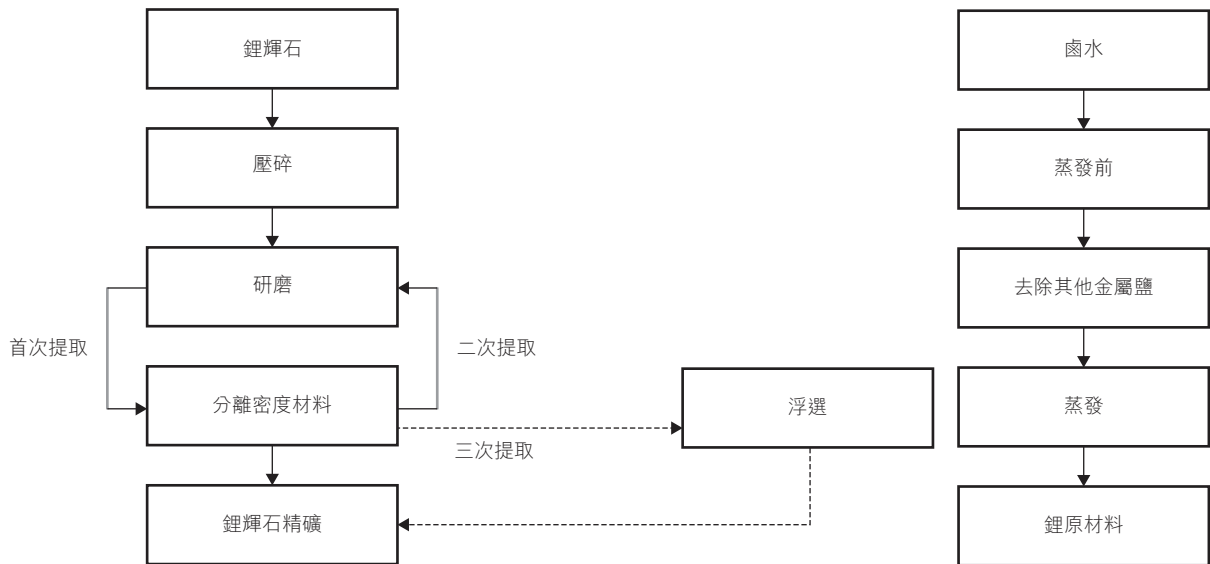 鋰輝石
壓碎
研磨
首次提取
二次提取
分離密度材料
三次提取
浮選
鋰輝石精礦
鹵水
蒸發前
去除其他金屬鹽
蒸發
鋰原材料